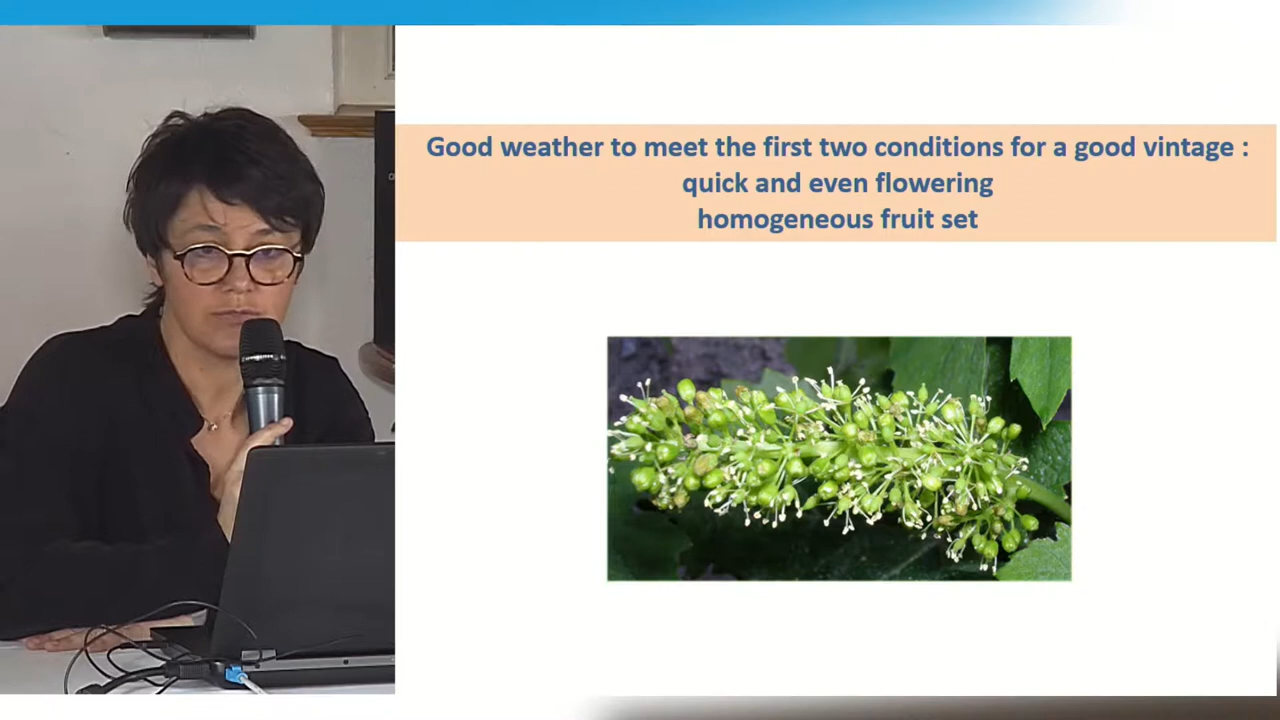 Good weather to meet the first two conditions for a good vintage :
quick and even flowering
homogeneous fruit set